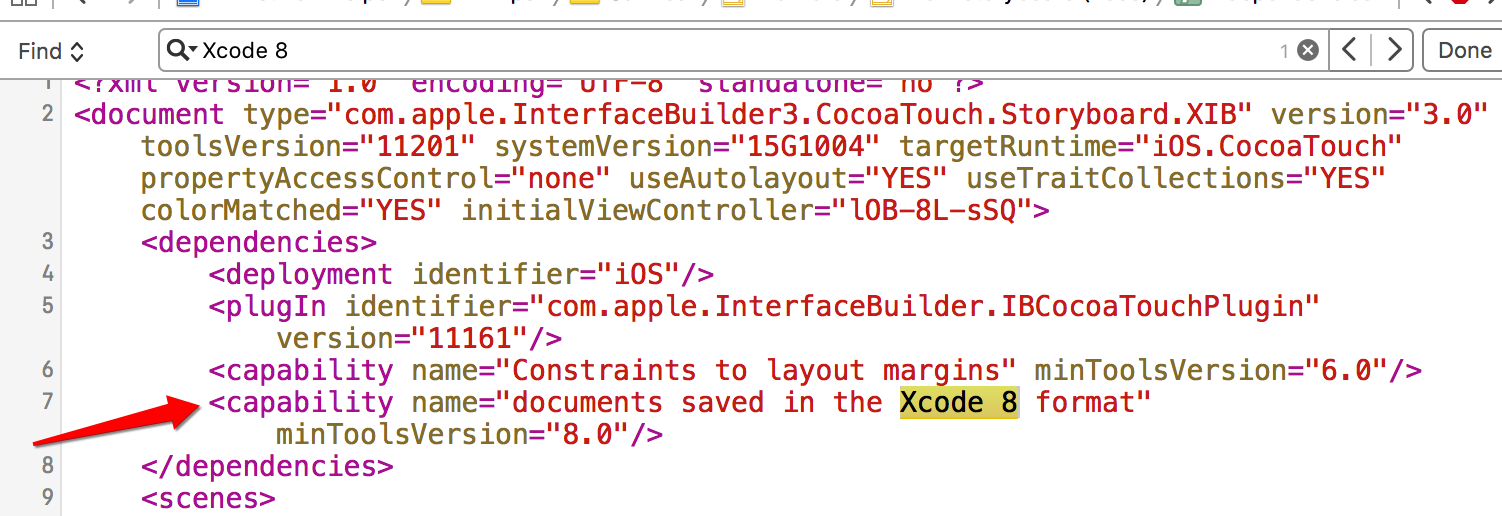 Find Xcode 8 1 Done
1 <?xml version="1.0" encoding="UTF-8" standalone="no"?>
2 <document type="com.apple.InterfaceBuilder3.CocoaTouch.Storyboard.XIB" version="3.0"
toolsVersion="11201" systemVersion="15G1004" targetRuntime="iOS.CocoaTouch"
propertyAccessControl="none" useAutolayout="YES" useTraitCollections="YES"
colorMatched="YES" initialViewController="lOB-8L-sSQ">
3 <dependencies>
4 <deployment identifier="iOS"/>
5 <plugIn identifier="com.apple.InterfaceBuilder.IBCocoaTouchPlugin"
version="11161"/>
6 <capability name="Constraints to layout margins" minToolsVersion="6.0"/>
7 <capability name="documents saved in the Xcode 8 format"
minToolsVersion="8.0"/>
8 </dependencies>
9 <scenes>